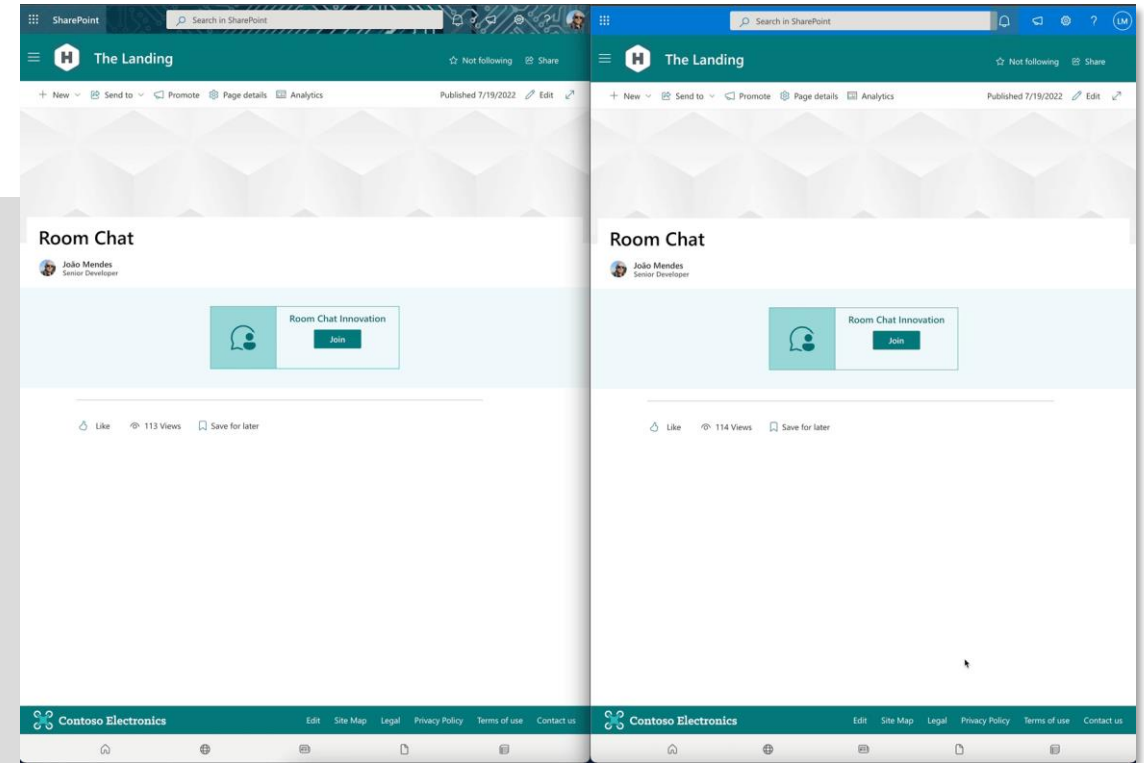 SharePoint
Search in SharePoint
H The Landing
Not following Share
New Send to Promote Page details Analytics Published 7/19/2022 Edit
Room Chat
João Mendes
Senior Developer
Room Chat Innovation
Join
Like 113 Views Save for later
Contoso Electronics Edit Site Map Legal Privacy Policy Terms of use Contact us
Search in SharePoint ? LM
H The Landing
Not following Share
New Send to Promote Page details Analytics Published 7/19/2022 Edit
Room Chat
João Mendes
Senior Developer
Room Chat Innovation
Join
Like 114 Views Save for later
Contoso Electronics Edit Site Map Legal Privacy Policy Terms of use Contact us